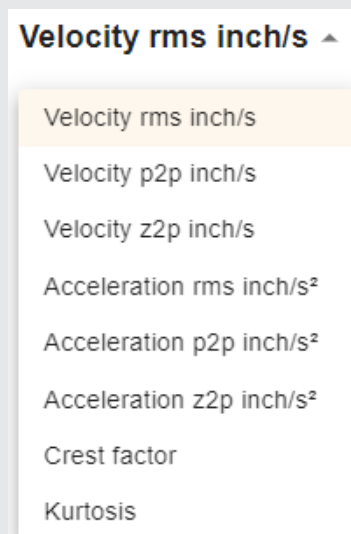 Velocity rms inch/s
Velocity rms inch/s
Velocity p2p inch/s
Velocity z2p inch/s
Acceleration rms inch/s²
Acceleration p2p inch/s²
Acceleration z2p inch/s²
Crest factor
Kurtosis